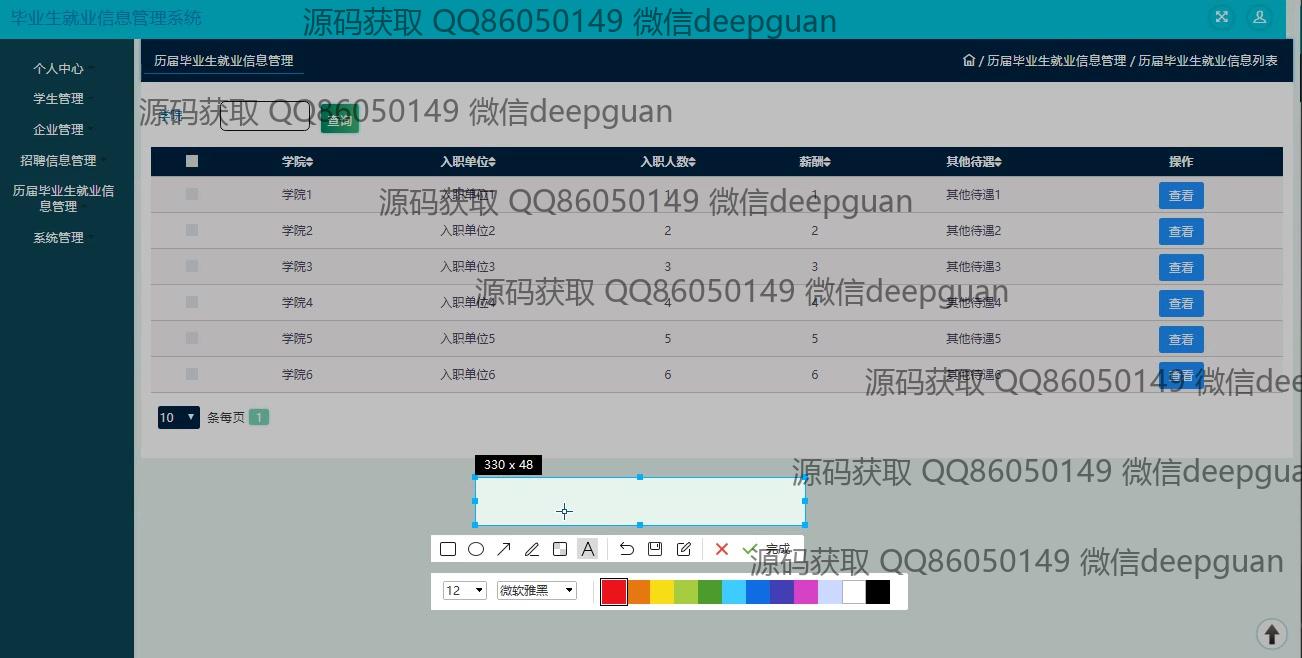 毕业生就业信息管理系统
源码获取 QQ86050149 微信deepguan
个人中心
学生管理
企业管理
招聘信息管理
历届毕业生就业信息管理
系统管理
历届毕业生就业信息管理
/ 历届毕业生就业信息管理 / 历届毕业生就业信息列表
源码获取 QQ86050149 微信deepguan
学院
查询
学院 入职单位 入职人数 薪酬 其他待遇 操作
学院1 入职单位1 1 1 其他待遇1 查看
源码获取 QQ86050149 微信deepguan
学院2 入职单位2 2 2 其他待遇2 查看
学院3 入职单位3 3 3 其他待遇3 查看
源码获取 QQ86050149 微信deepguan
学院4 入职单位4 4 4 其他待遇4 查看
学院5 入职单位5 5 5 其他待遇5 查看
学院6 入职单位6 6 6 其他待遇6 查看
源码获取 QQ86050149 微信dee
10 条每页 1
330 x 48
源码获取 QQ86050149 微信deepgua
A 完成
源码获取 QQ86050149 微信deepguan
12 微软雅黑